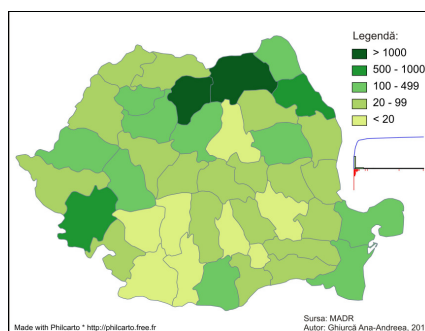 Legendă:
> 1000
500 - 1000
100 - 499
20 - 99
< 20
Sursa: MADR
Made with Philcarto * http://philcarto.free.fr
Autor: Ghiurcă Ana-Andreea, 201